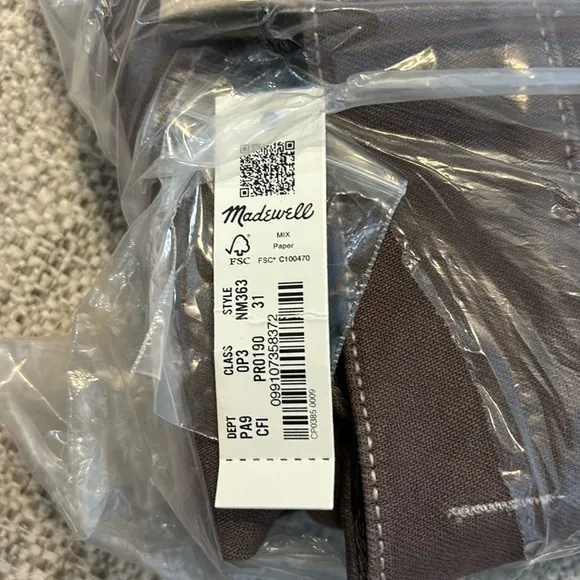 Madewell
MIX
Paper
FSC
FSC® C100470
DEPT CLASS STYLE
PA9 OP3 NM363
CFI PR0190 31
099107358372
CP0385 0009